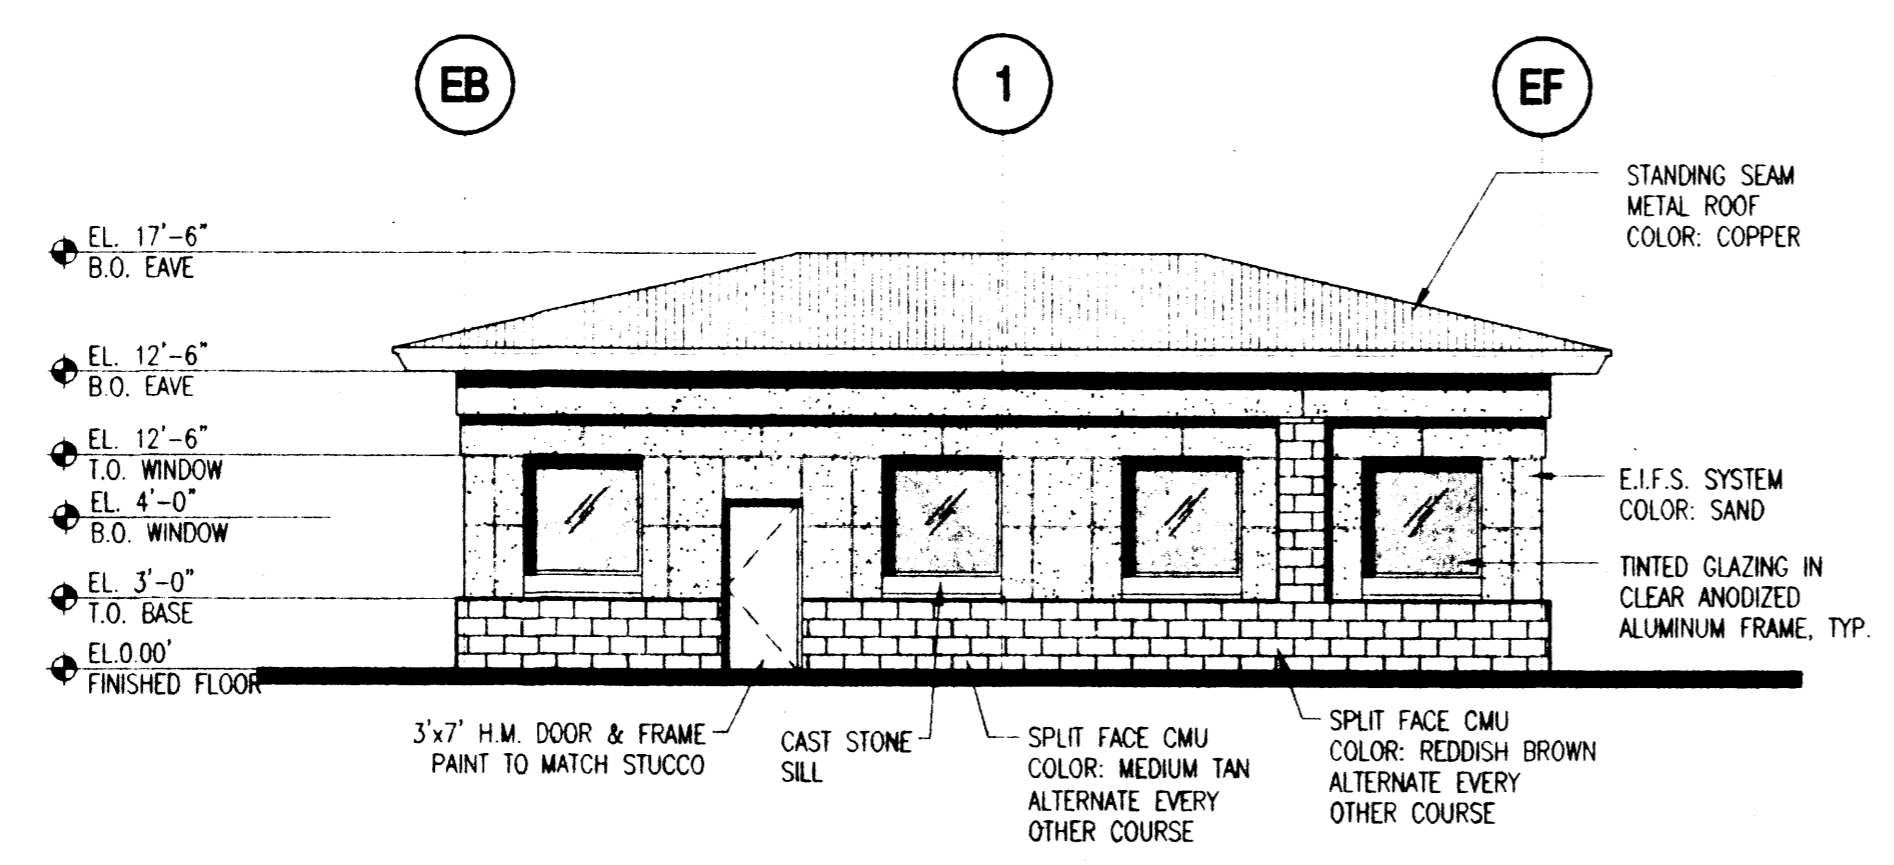 EB
1
EF
STANDING SEAM
METAL ROOF
COLOR: COPPER
EL. 17'-6"
B.O. EAVE
EL. 12'-6"
B.O. EAVE
EL. 12'-6"
T.O. WINDOW
EL. 4'-0"
B.O. WINDOW
EL. 3'-0"
T.O. BASE
EL.0.00'
FINISHED FLOOR
E.I.F.S. SYSTEM
COLOR: SAND
TINTED GLAZING IN
CLEAR ANODIZED
ALUMINUM FRAME, TYP.
3'x7' H.M. DOOR & FRAME
PAINT TO MATCH STUCCO
CAST STONE
SILL
SPLIT FACE CMU
COLOR: MEDIUM TAN
ALTERNATE EVERY
OTHER COURSE
SPLIT FACE CMU
COLOR: REDDISH BROWN
ALTERNATE EVERY
OTHER COURSE